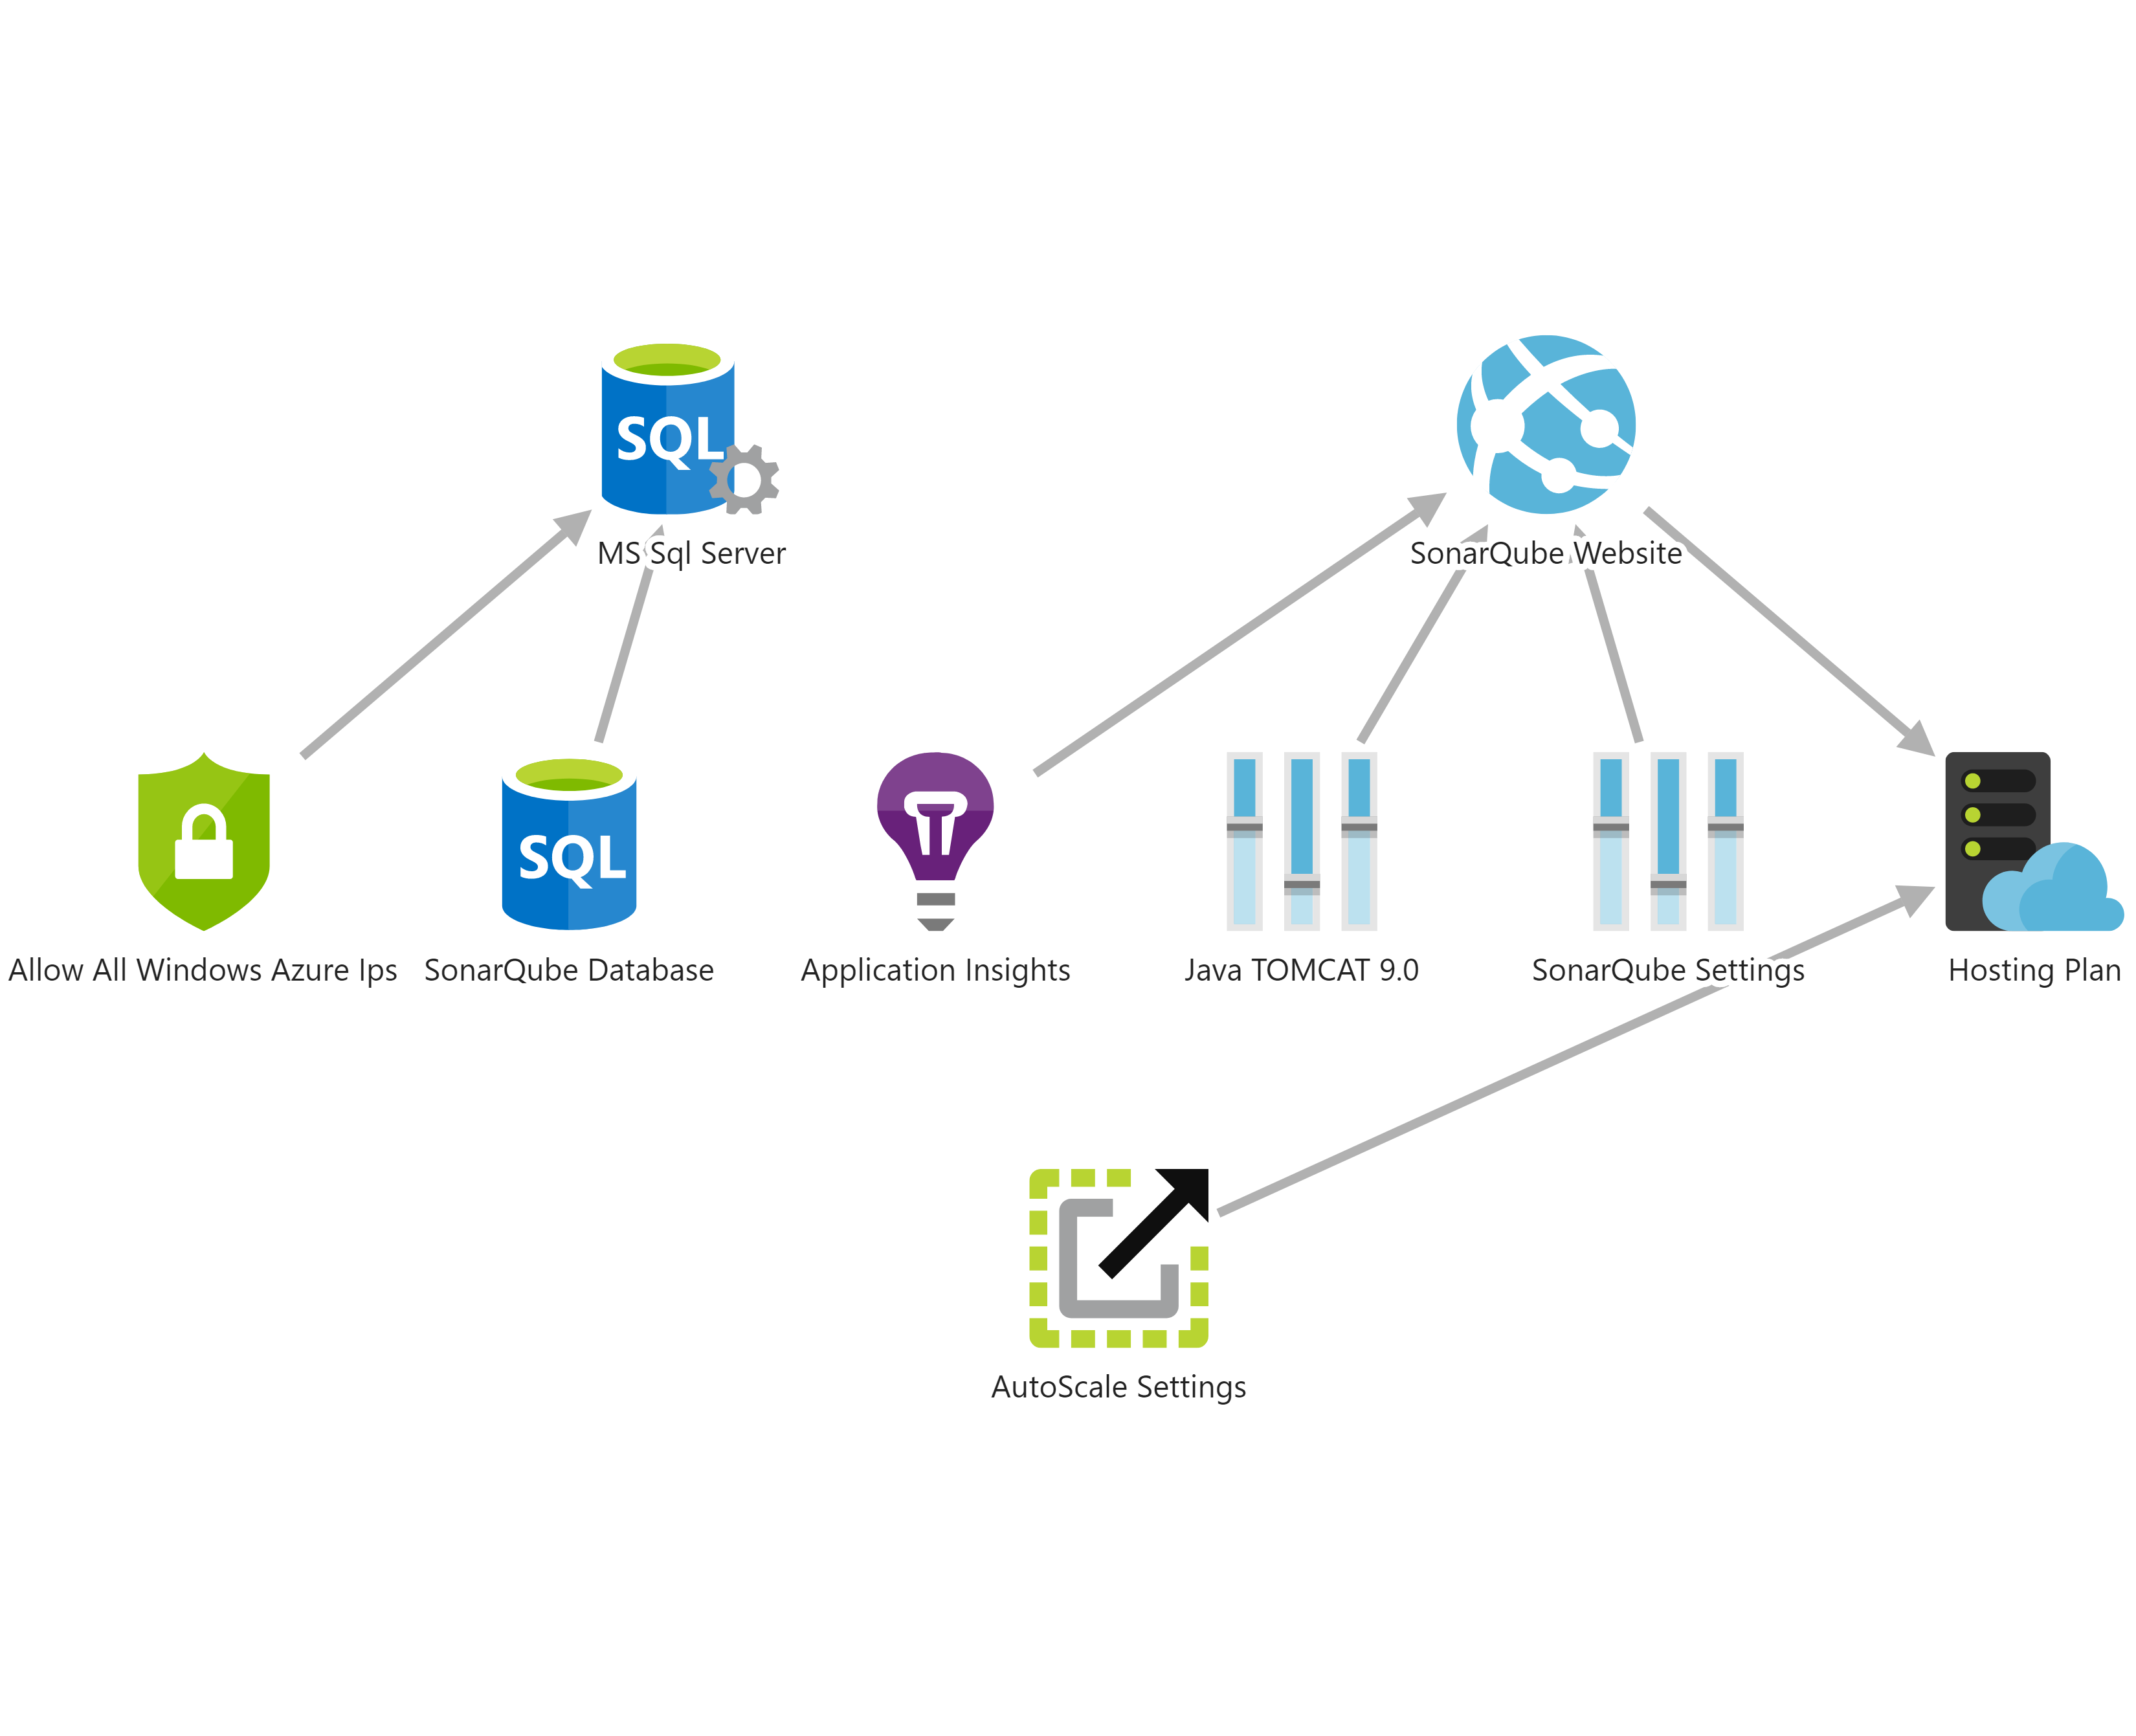 SQL
MS Sql Server
SonarQube Website
SQL
Allow All Windows Azure Ips
SonarQube Database
Application Insights
Java TOMCAT 9.0
SonarQube Settings
Hosting Plan
AutoScale Settings